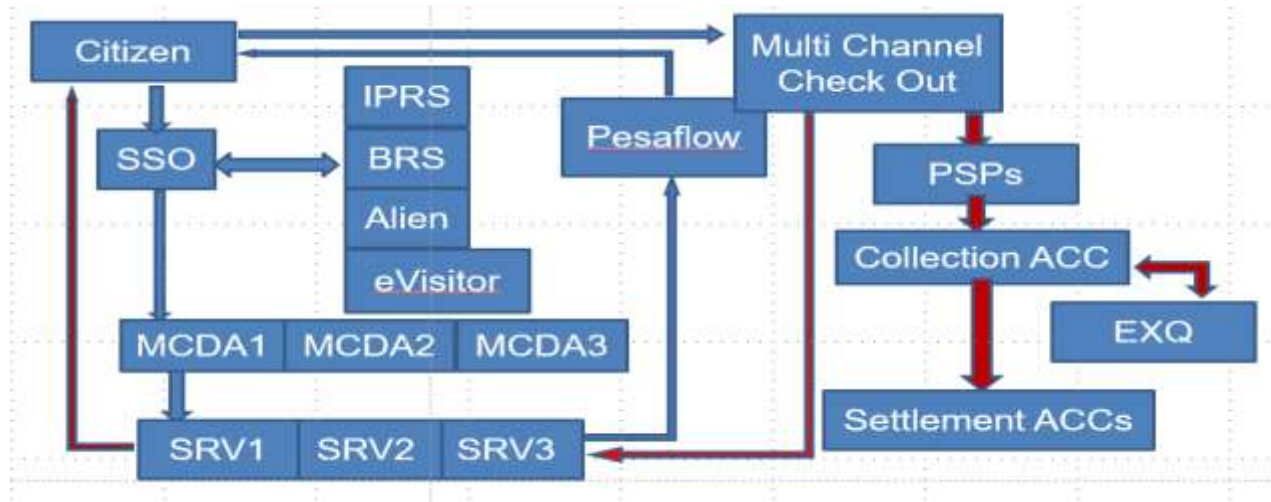 Citizen
Multi Channel
Check Out
IPRS
Pesaflow
SSO
BRS
PSPs
Alien
Collection ACC
eVisitor
EXQ
MCDA1 MCDA2 MCDA3
Settlement ACCs
SRV1 SRV2 SRV3